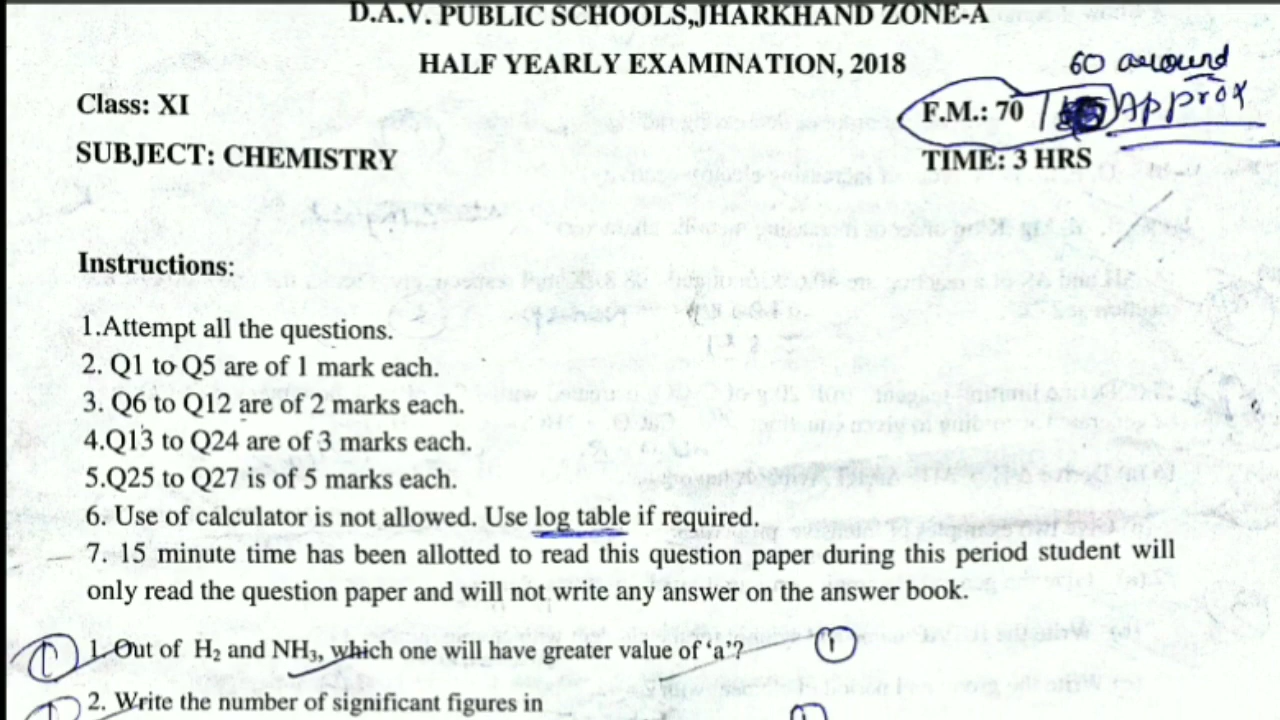 D.A.V. PUBLIC SCHOOLS,JHARKHAND ZONE-A
HALF YEARLY EXAMINATION, 2018
60 around
Class: XI
F.M.: 70
Approx
SUBJECT: CHEMISTRY
TIME: 3 HRS
Instructions:
1.Attempt all the questions.
2. Q1 to Q5 are of 1 mark each.
3. Q6 to Q12 are of 2 marks each.
4.Q13 to Q24 are of 3 marks each.
5.Q25 to Q27 is of 5 marks each.
6. Use of calculator is not allowed. Use log table if required.
7. 15 minute time has been allotted to read this question paper during this period student will
only read the question paper and will not write any answer on the answer book.
1. Out of H₂ and NH₃, which one will have greater value of ‘a’?
2. Write the number of significant figures in